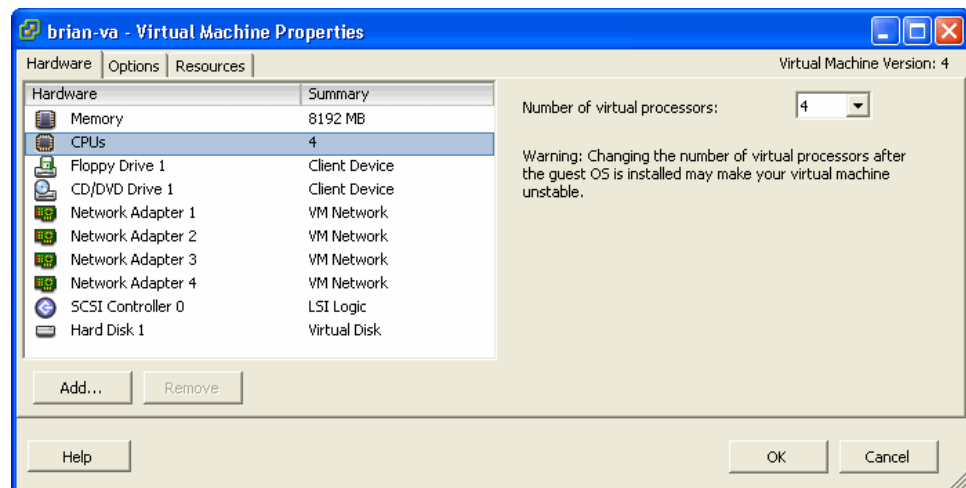 brian-va - Virtual Machine Properties
Hardware Options Resources
Virtual Machine Version: 4
Hardware Summary
Memory 8192 MB
CPUs 4
Floppy Drive 1 Client Device
CD/DVD Drive 1 Client Device
Network Adapter 1 VM Network
Network Adapter 2 VM Network
Network Adapter 3 VM Network
Network Adapter 4 VM Network
SCSI Controller 0 LSI Logic
Hard Disk 1 Virtual Disk
Add... Remove
Number of virtual processors: 4
Warning: Changing the number of virtual processors after
the guest OS is installed may make your virtual machine
unstable.
Help OK Cancel